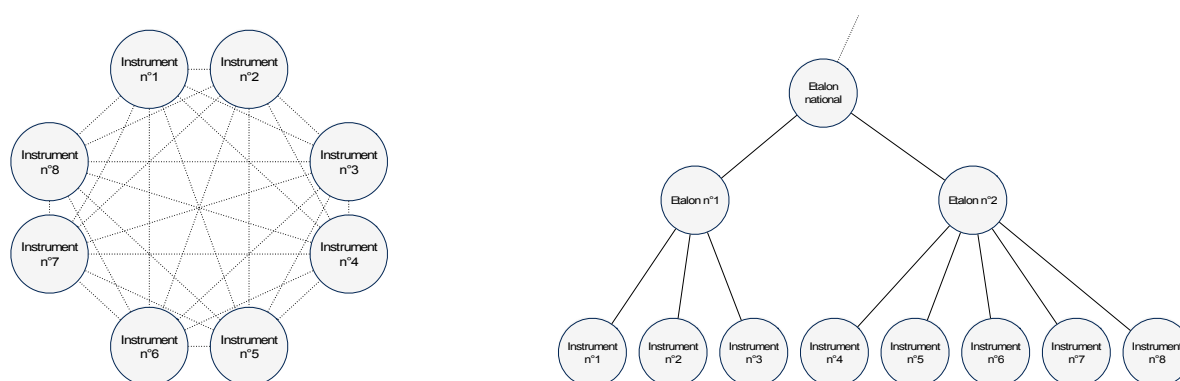 Instrument
n°1
Instrument
n°2
Instrument
n°8
Instrument
n°3
Instrument
n°7
Instrument
n°4
Instrument
n°6
Instrument
n°5
Etalon
national
Etalon n°1
Etalon n°2
Instrument
n°1
Instrument
n°2
Instrument
n°3
Instrument
n°4
Instrument
n°5
Instrument
n°6
Instrument
n°7
Instrument
n°8